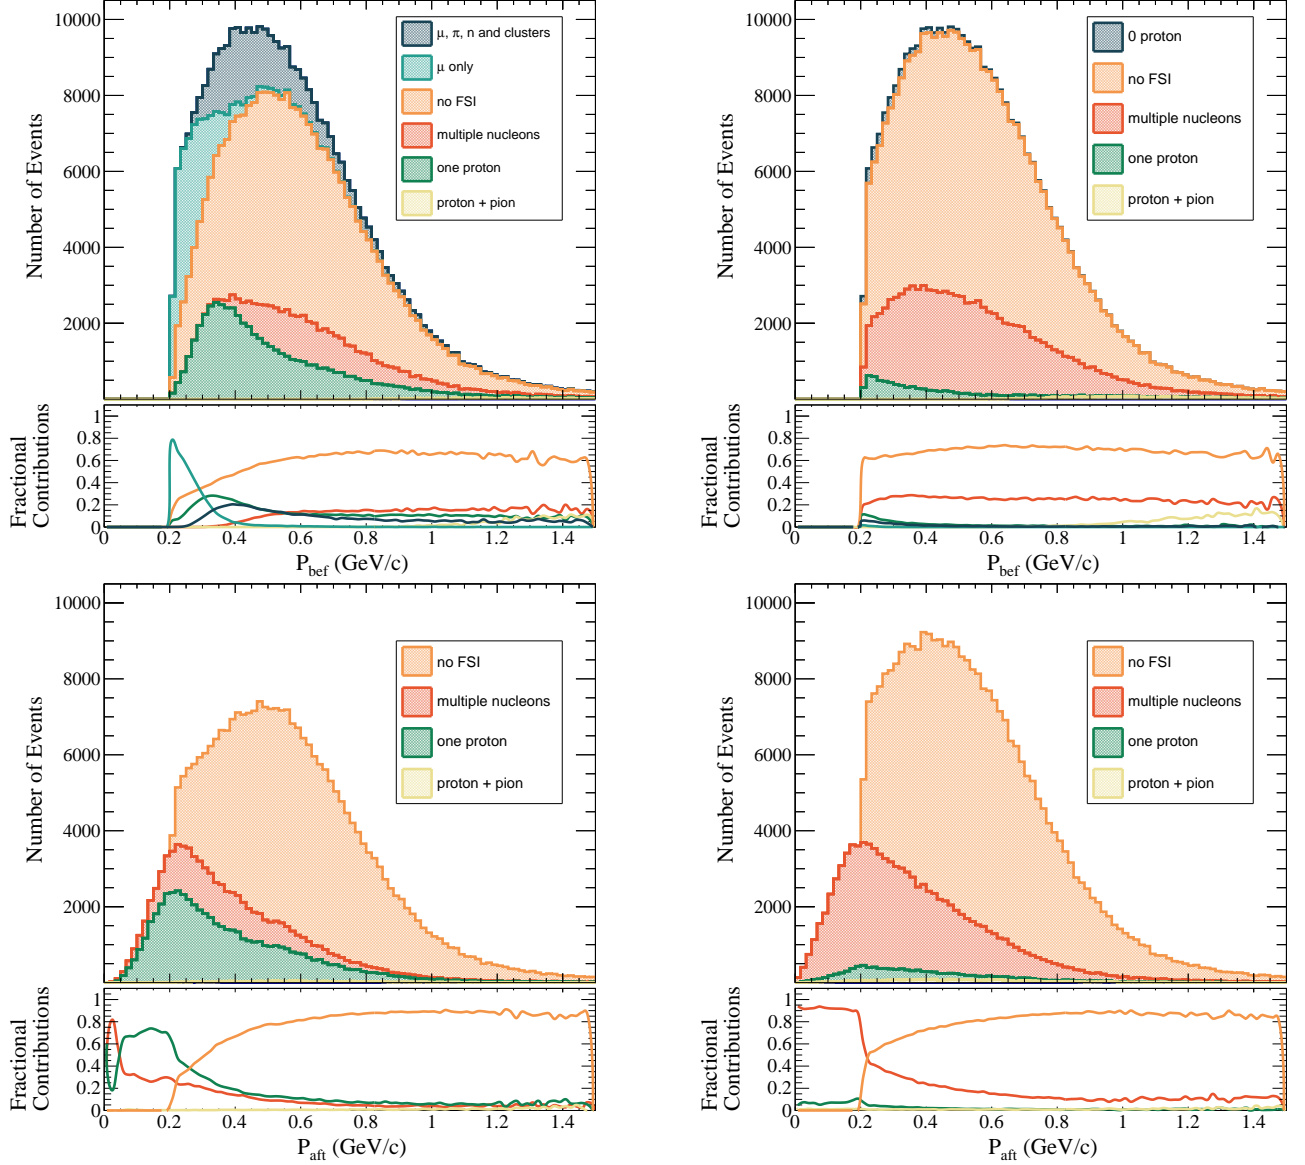 10000
8000
6000
4000
2000
Number of Events
μ, π, n and clusters
μ only
no FSI
multiple nucleons
one proton
proton + pion
1
0.8
0.6
0.4
0.2
0
Fractional
Contributions
0 0.2 0.4 0.6 0.8 1 1.2 1.4
P_bef (GeV/c)
10000
8000
6000
4000
2000
Number of Events
0 proton
no FSI
multiple nucleons
one proton
proton + pion
1
0.8
0.6
0.4
0.2
0
Fractional
Contributions
0 0.2 0.4 0.6 0.8 1 1.2 1.4
P_bef (GeV/c)
10000
8000
6000
4000
2000
Number of Events
no FSI
multiple nucleons
one proton
proton + pion
1
0.8
0.6
0.4
0.2
0
Fractional
Contributions
0 0.2 0.4 0.6 0.8 1 1.2 1.4
P_aft (GeV/c)
10000
8000
6000
4000
2000
Number of Events
no FSI
multiple nucleons
one proton
proton + pion
1
0.8
0.6
0.4
0.2
0
Fractional
Contributions
0 0.2 0.4 0.6 0.8 1 1.2 1.4
P_aft (GeV/c)